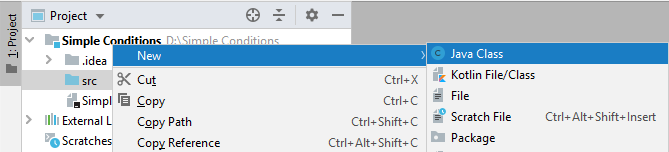 1: Project
Project
Simple Conditions D:\Simple Conditions
.idea
src
Simpl
External L
Scratches
New
Cut Ctrl+X
Copy Ctrl+C
Copy Path Ctrl+Shift+C
Copy Reference Ctrl+Alt+Shift+C
Java Class
Kotlin File/Class
File
Scratch File Ctrl+Alt+Shift+Insert
Package